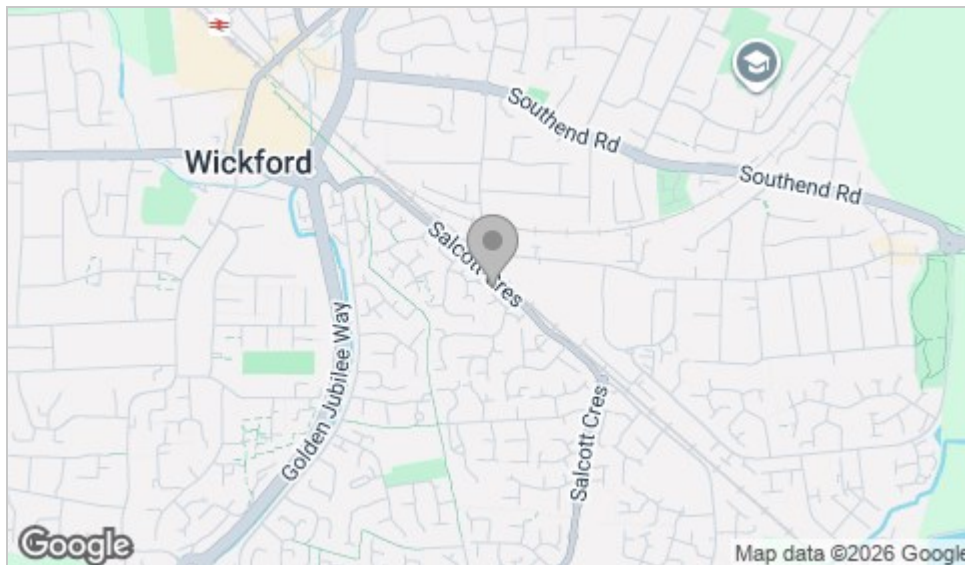 Southend Rd
Wickford
Southend Rd
Salcott Cres
Golden Jubilee Way
Salcott Cres
Google
Map data ©2026 Google